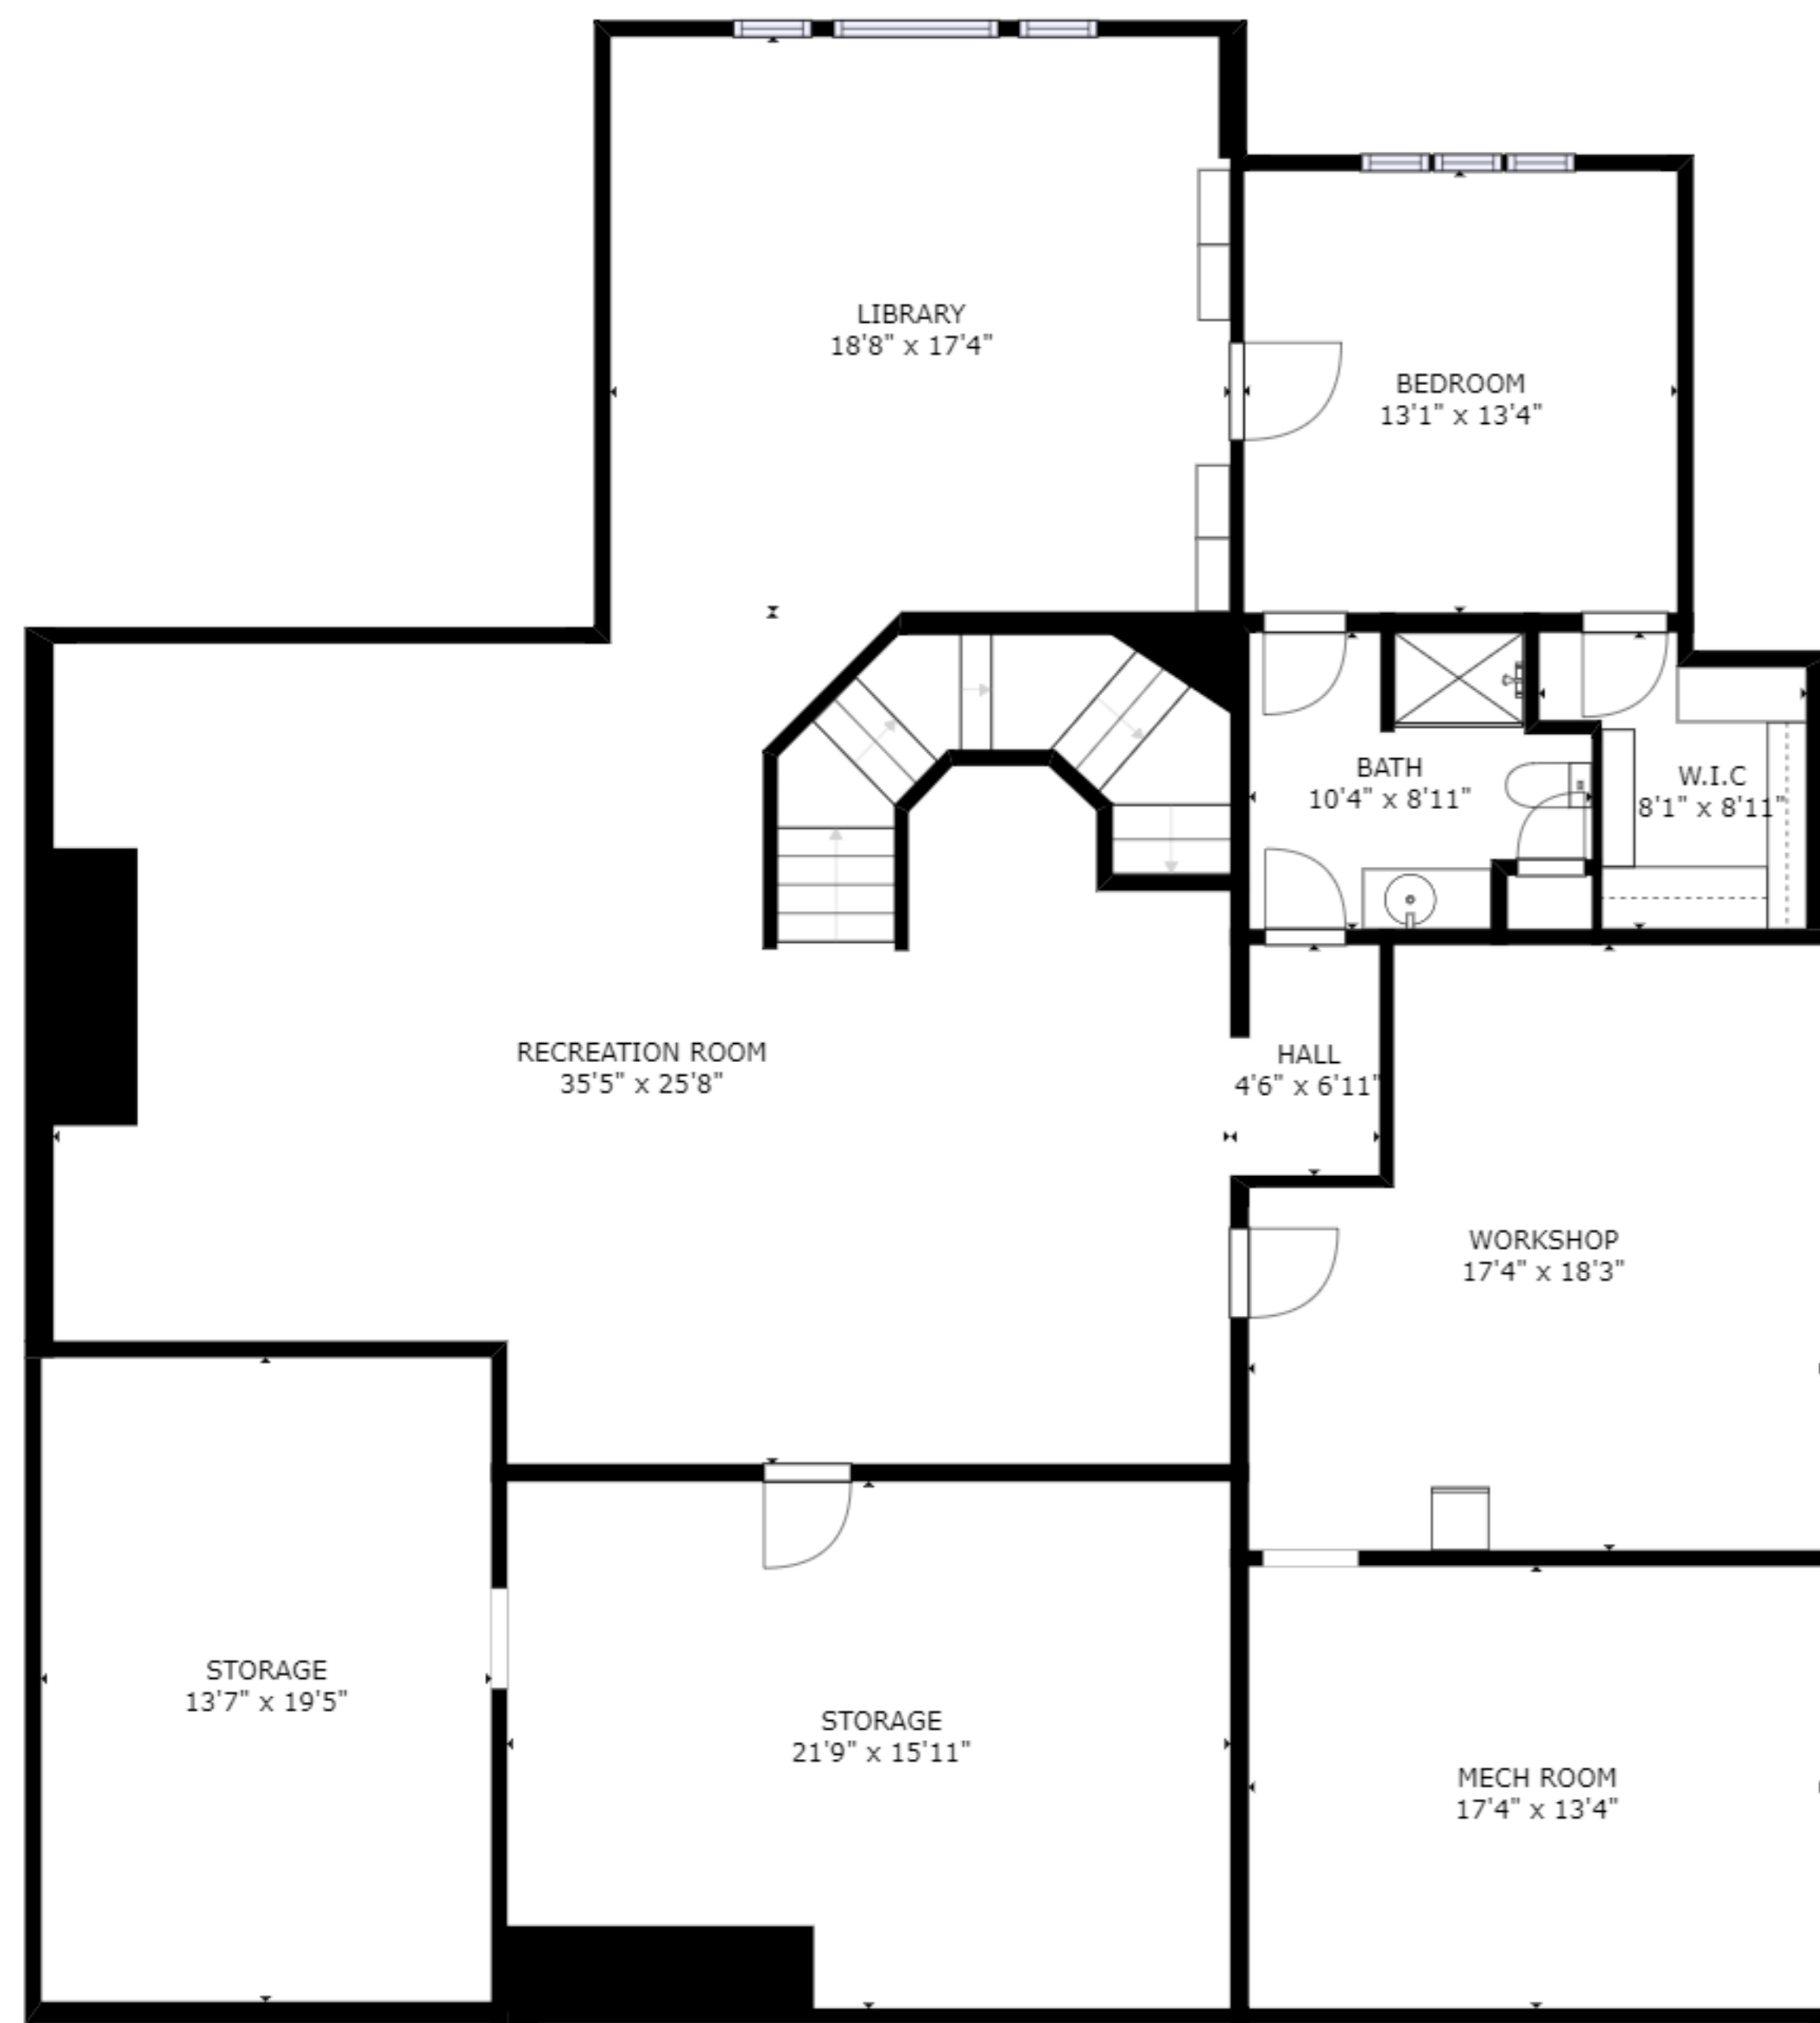 LIBRARY
18'8" x 17'4"
BEDROOM
13'1" x 13'4"
BATH
10'4" x 8'11"
W.I.C
8'1" x 8'11"
RECREATION ROOM
35'5" x 25'8"
HALL
4'6" x 6'11"
WORKSHOP
17'4" x 18'3"
STORAGE
13'7" x 19'5"
STORAGE
21'9" x 15'11"
MECH ROOM
17'4" x 13'4"